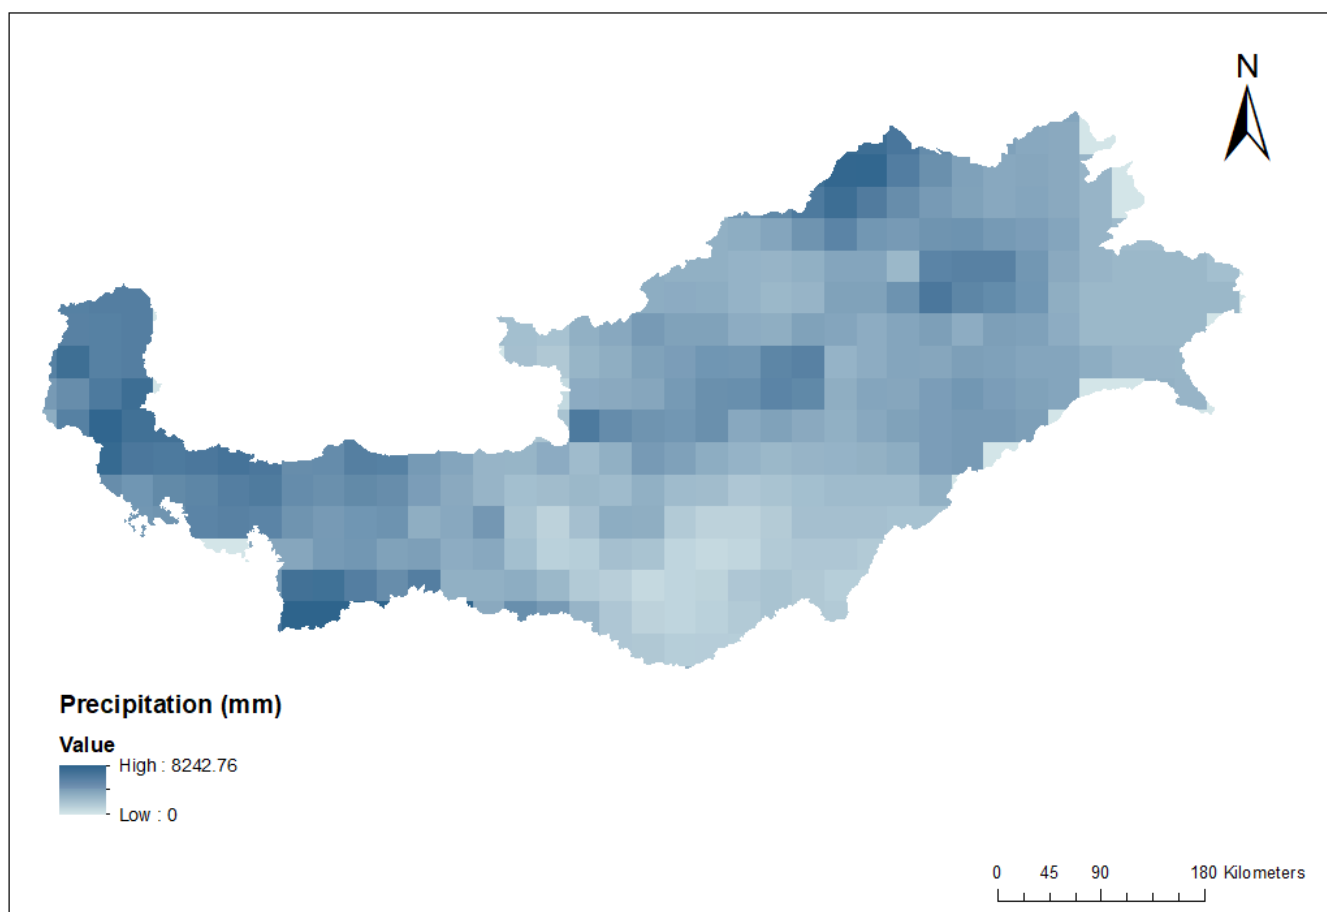 N
Precipitation (mm)
Value
High : 8242.76
Low : 0
0 45 90 180 Kilometers